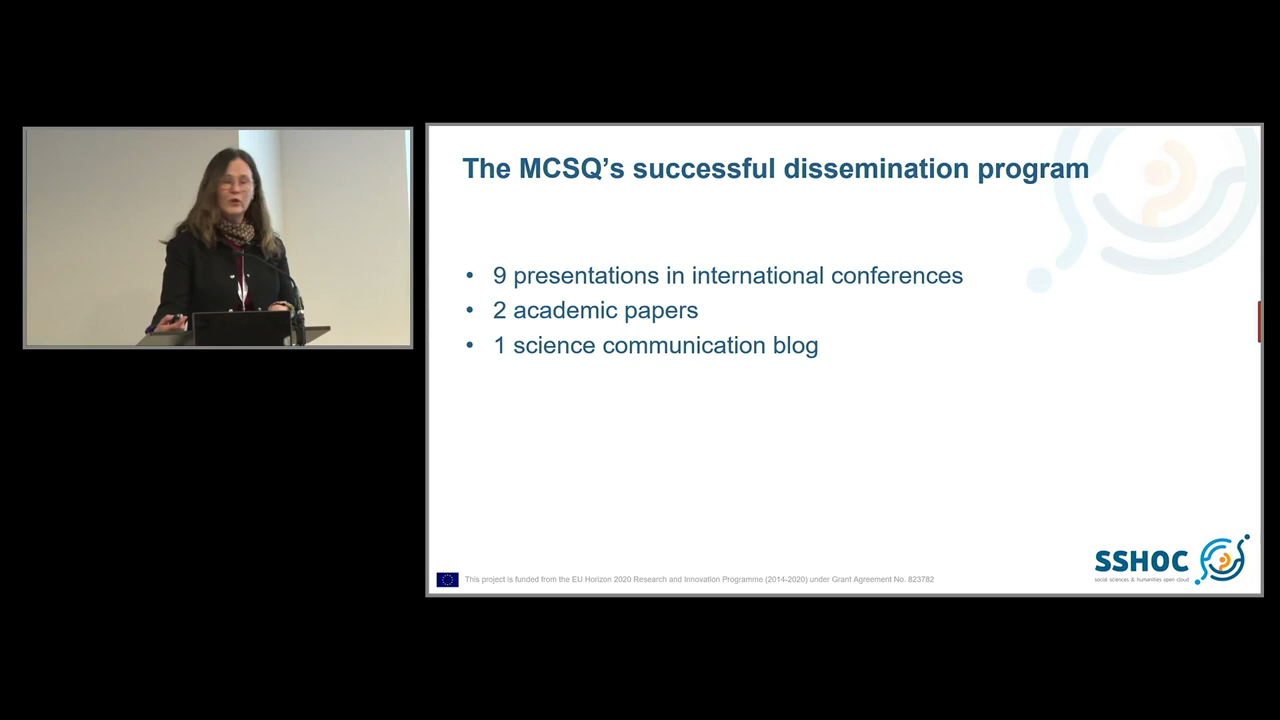 The MCSQ’s successful dissemination program
• 9 presentations in international conferences
• 2 academic papers
• 1 science communication blog
This project is funded from the EU Horizon 2020 Research and Innovation Programme (2014-2020) under Grant Agreement No. 823782
SSHOC
social sciences & humanities open cloud